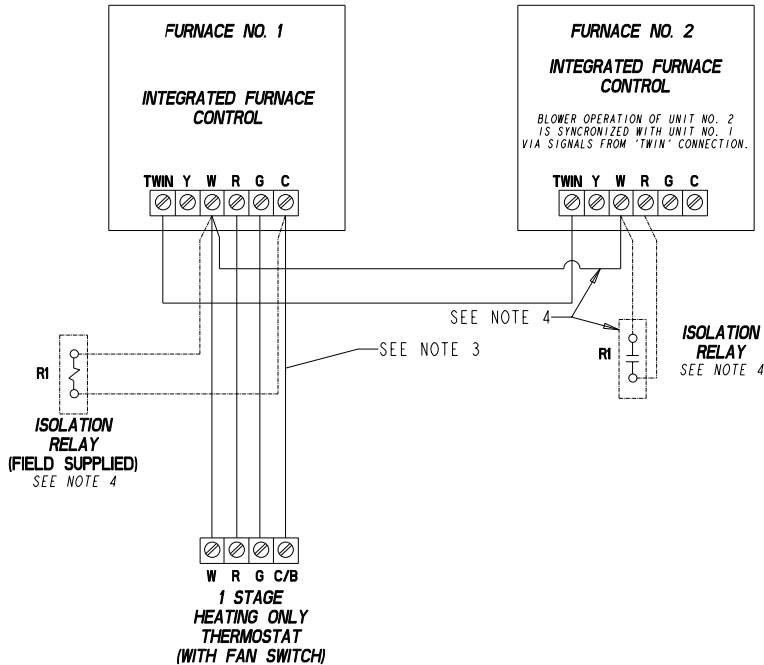 FURNACE NO. 1
INTEGRATED FURNACE
CONTROL
TWIN Y W R G C
FURNACE NO. 2
INTEGRATED FURNACE
CONTROL
BLOWER OPERATION OF UNIT NO. 2
IS SYNCRONIZED WITH UNIT NO. 1
VIA SIGNALS FROM 'TWIN' CONNECTION.
TWIN Y W R G C
SEE NOTE 4
SEE NOTE 3
R1
ISOLATION
RELAY
(FIELD SUPPLIED)
SEE NOTE 4
R1
ISOLATION
RELAY
SEE NOTE 4
W R G C/B
1 STAGE
HEATING ONLY
THERMOSTAT
(WITH FAN SWITCH)